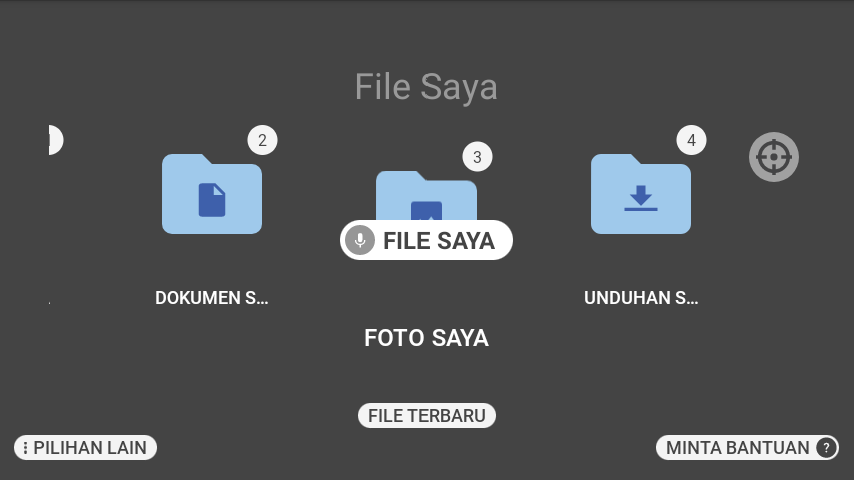 File Saya
2
3
4
FILE SAYA
DOKUMEN S...
UNDUHAN S...
FOTO SAYA
FILE TERBARU
PILIHAN LAIN
MINTA BANTUAN ?